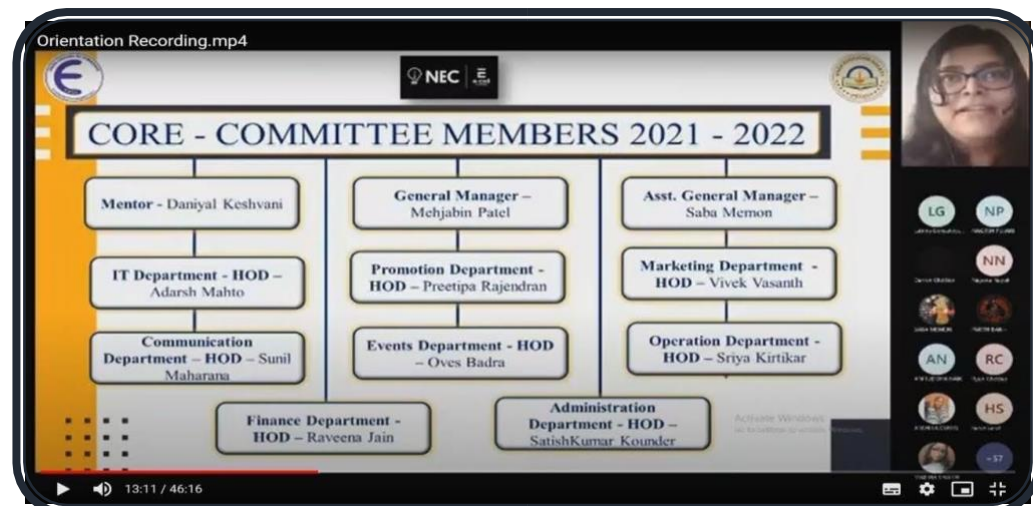 Orientation Recording.mp4
NEC
CORE - COMMITTEE MEMBERS 2021 - 2022
Mentor - Daniyal Keshvani
General Manager –
Mehjabin Patel
Asst. General Manager –
Saba Memon
IT Department - HOD –
Adarsh Mahto
Promotion Department -
HOD – Preetipa Rajendran
Marketing Department -
HOD – Vivek Vasanth
Communication
Department – HOD – Sunil
Maharana
Events Department - HOD
– Oves Badra
Operation Department -
HOD – Sriya Kirtikar
Finance Department -
HOD – Raveena Jain
Administration
Department - HOD –
SatishKumar Kounder
Activate Windows
LG
NP
NN
AN
RC
HS
+57
13:11 / 46:16